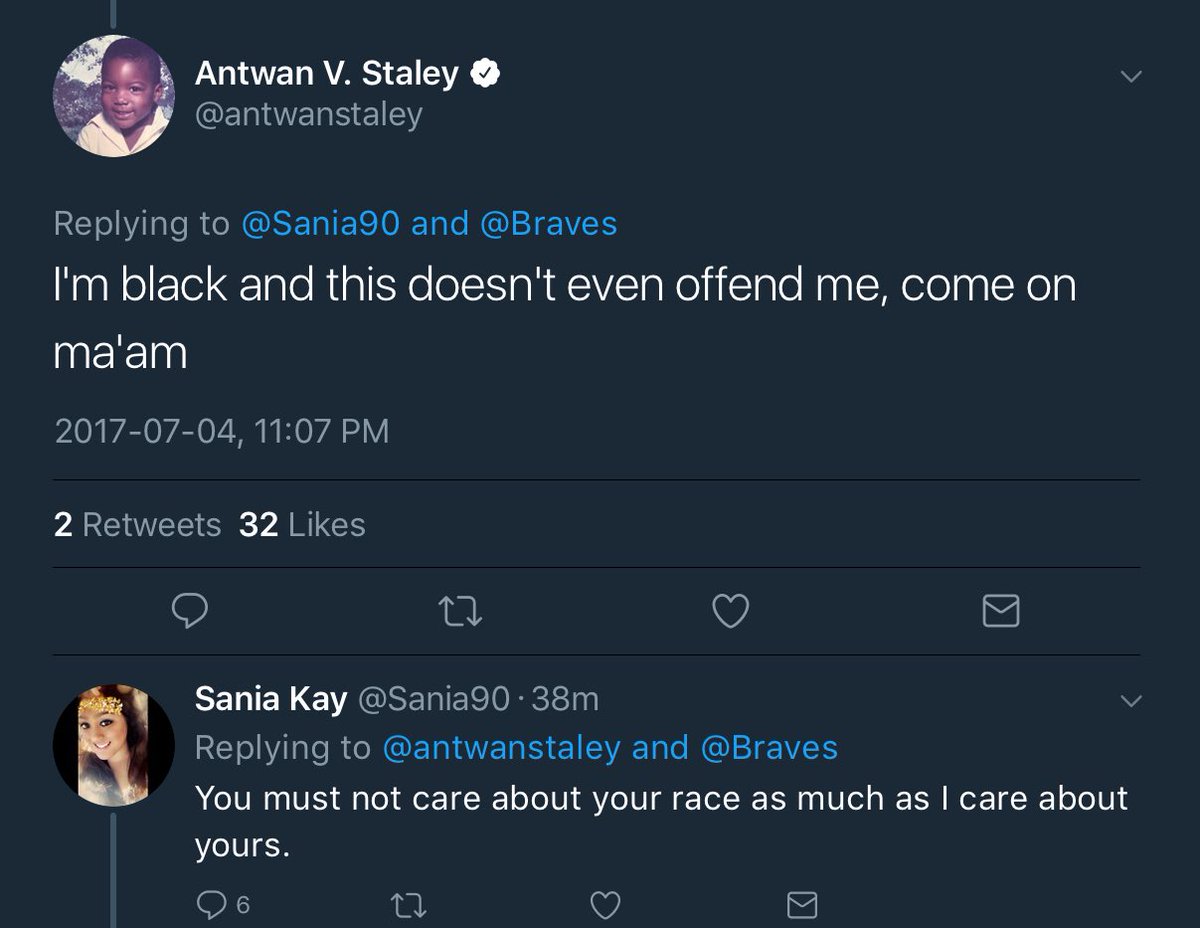 Antwan V. Staley
@antwanstaley
Replying to @Sania90 and @Braves
I'm black and this doesn't even offend me, come on
ma'am
2017-07-04, 11:07 PM
2 Retweets 32 Likes
Sania Kay @Sania90 · 38m
Replying to @antwanstaley and @Braves
You must not care about your race as much as I care about
yours.
6